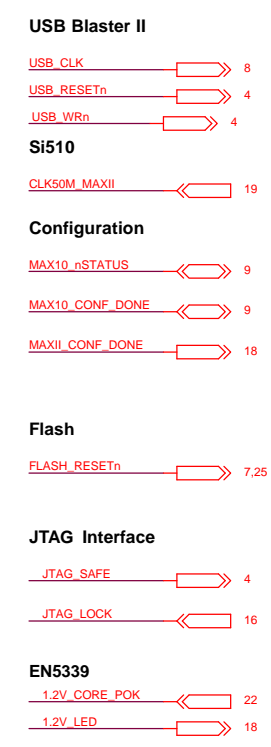 USB Blaster II
USB_CLK 8
USB_RESETn 4
USB_WRn 4
Si510
CLK50M_MAXII 19
Configuration
MAX10_nSTATUS 9
MAX10_CONF_DONE 9
MAXII_CONF_DONE 18
Flash
FLASH_RESETn 7,25
JTAG Interface
JTAG_SAFE 4
JTAG_LOCK 16
EN5339
1.2V_CORE_POK 22
1.2V_LED 18